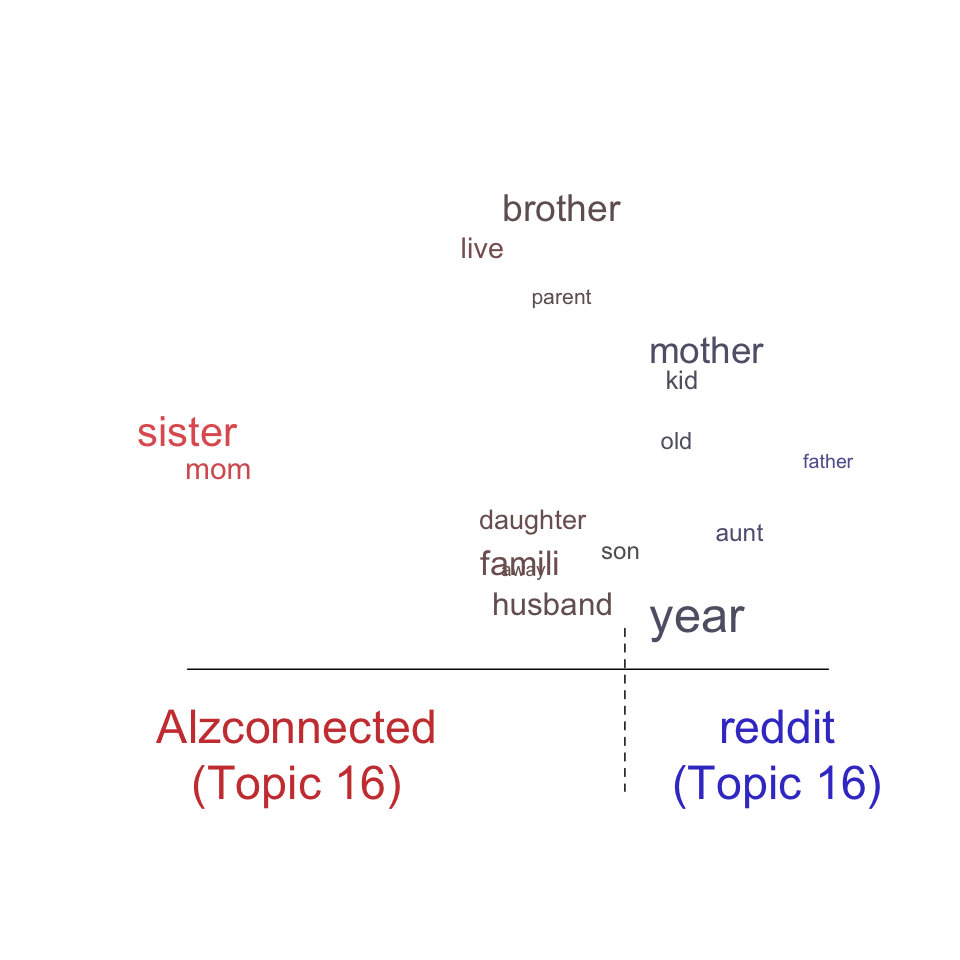 brother
live
parent
mother
kid
sister
old
father
mom
daughter
aunt
son
famili
away
husband
year
Alzconnected
(Topic 16)
reddit
(Topic 16)